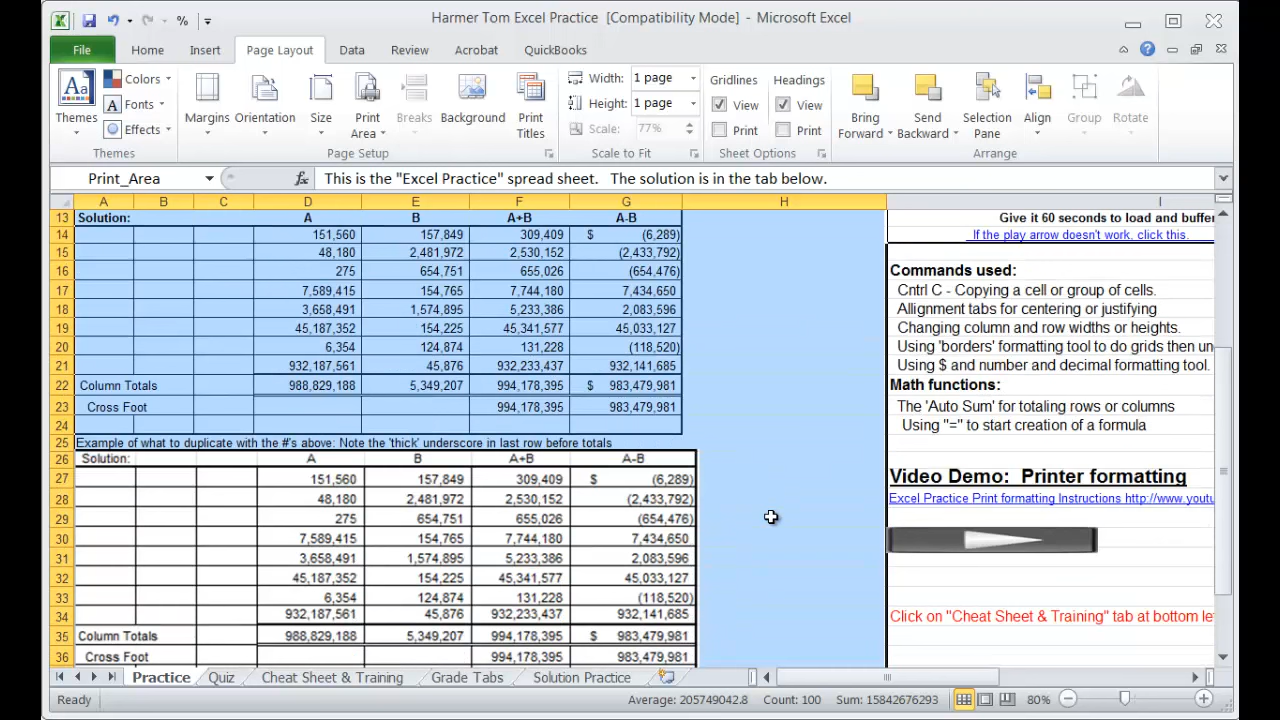 Harmer Tom Excel Practice [Compatibility Mode] - Microsoft Excel
File Home Insert Page Layout Data Review Acrobat QuickBooks
Themes Colors Fonts Effects
Themes
Margins Orientation Size Print Area Breaks Background Print Titles
Page Setup
Width: 1 page
Height: 1 page
Scale: 77%
Scale to Fit
Gridlines Headings
View View
Print Print
Sheet Options
Bring Forward Send Backward Selection Pane Align Group Rotate
Arrange
Print_Area fx This is the "Excel Practice" spread sheet. The solution is in the tab below.
A B C D E F G H I
13 Solution: A B A+B A-B
14 151,560 157,849 309,409 $ (6,289)
15 48,180 2,481,972 2,530,152 (2,433,792)
16 275 654,751 655,026 (654,476)
17 7,589,415 154,765 7,744,180 7,434,650
18 3,658,491 1,574,895 5,233,386 2,083,596
19 45,187,352 154,225 45,341,577 45,033,127
20 6,354 124,874 131,228 (118,520)
21 932,187,561 45,876 932,233,437 932,141,685
22 Column Totals 988,829,188 5,349,207 994,178,395 $ 983,479,981
23 Cross Foot 994,178,395 983,479,981
24
25 Example of what to duplicate with the #'s above: Note the 'thick' underscore in last row before totals
26 Solution: A B A+B A-B
27 151,560 157,849 309,409 $ (6,289)
28 48,180 2,481,972 2,530,152 (2,433,792)
29 275 654,751 655,026 (654,476)
30 7,589,415 154,765 7,744,180 7,434,650
31 3,658,491 1,574,895 5,233,386 2,083,596
32 45,187,352 154,225 45,341,577 45,033,127
33 6,354 124,874 131,228 (118,520)
34 932,187,561 45,876 932,233,437 932,141,685
35 Column Totals 988,829,188 5,349,207 994,178,395 $ 983,479,981
36 Cross Foot 994,178,395 983,479,981
Give it 60 seconds to load and buffer
If the play arrow doesn't work, click this.
Commands used:
Cntrl C - Copying a cell or group of cells.
Allignment tabs for centering or justifying
Changing column and row widths or heights.
Using 'borders' formatting tool to do grids then un
Using $ and number and decimal formatting tool.
Math functions:
The 'Auto Sum' for totaling rows or columns
Using "=" to start creation of a formula
Video Demo: Printer formatting
Excel Practice Print formatting Instructions http://www.youtu
Click on "Cheat Sheet & Training" tab at bottom le
Practice Quiz Cheat Sheet & Training Grade Tabs Solution Practice
Ready Average: 205749042.8 Count: 100 Sum: 15842676293 80%